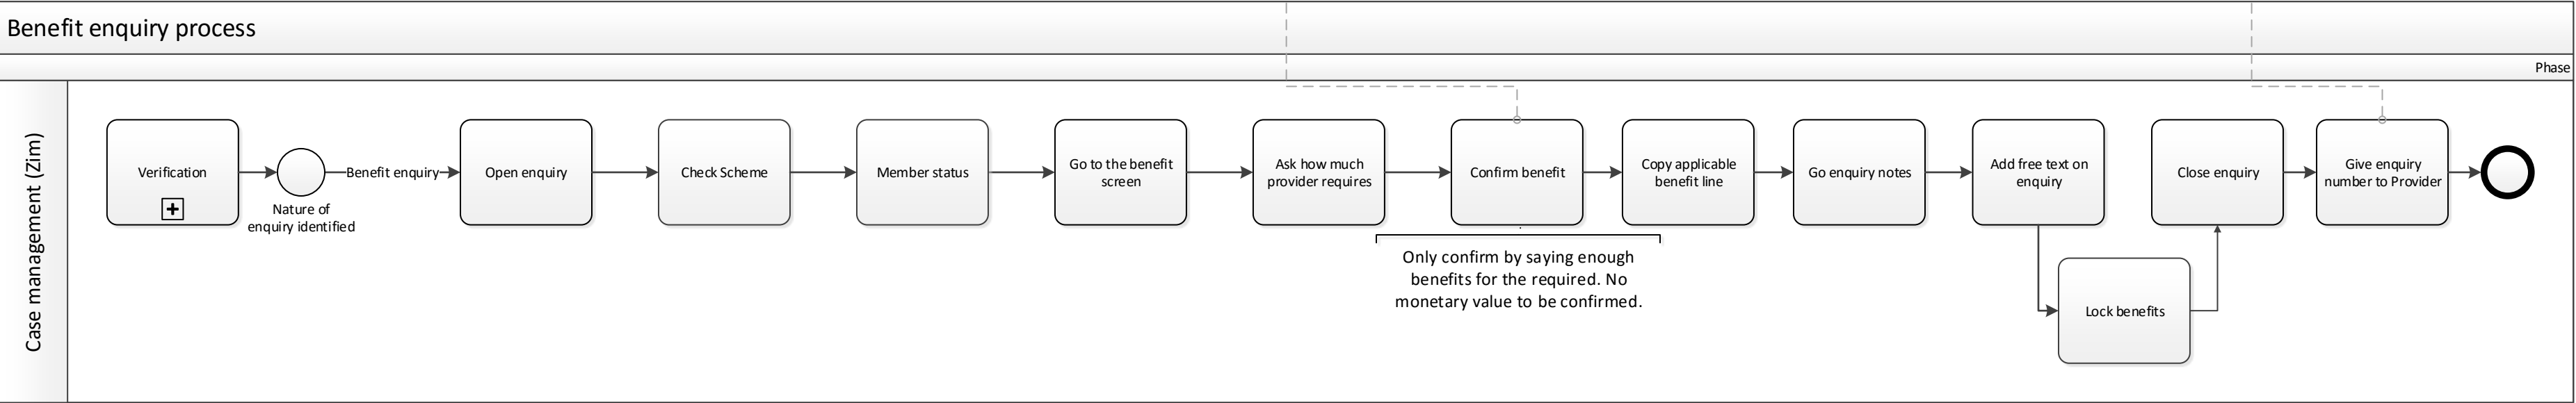 Benefit enquiry process
Phase
Case management (Zim)
Verification
Nature of
enquiry identified
Benefit enquiry
Open enquiry
Check Scheme
Member status
Go to the benefit
screen
Ask how much
provider requires
Confirm benefit
Only confirm by saying enough
benefits for the required. No
monetary value to be confirmed.
Copy applicable
benefit line
Go enquiry notes
Add free text on
enquiry
Lock benefits
Close enquiry
Give enquiry
number to Provider